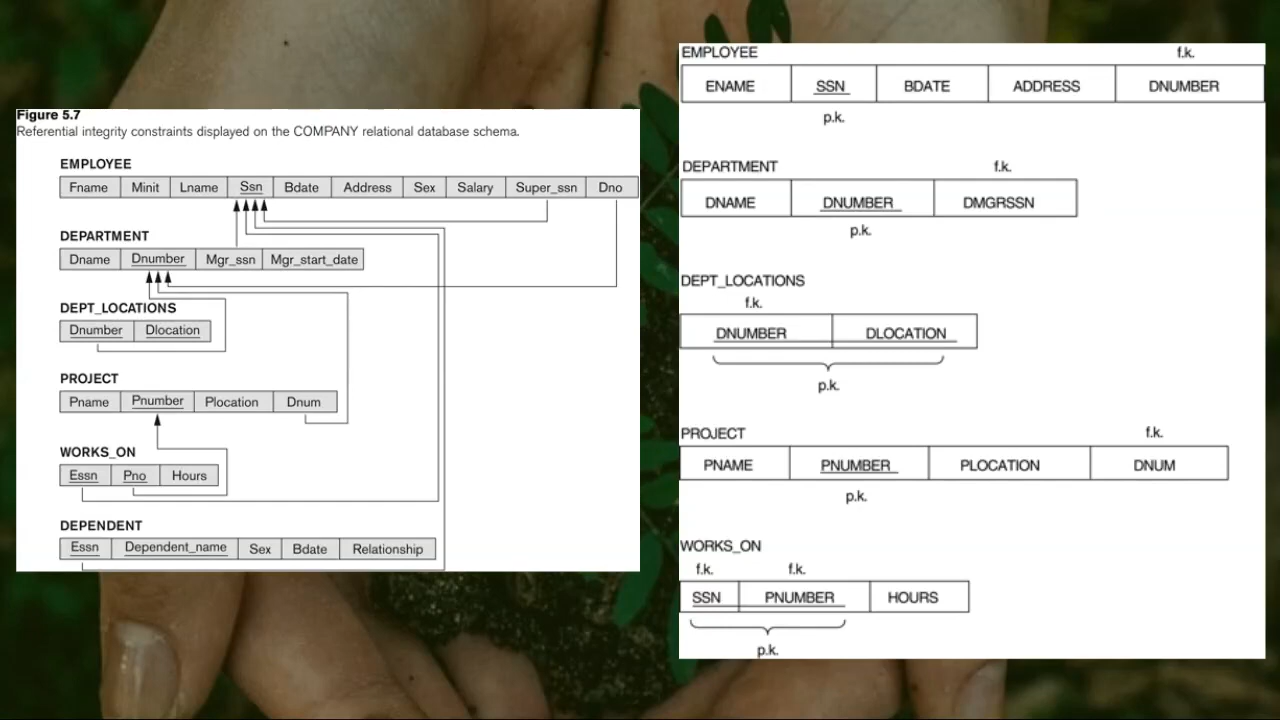 Figure 5.7
Referential integrity constraints displayed on the COMPANY relational database schema.
EMPLOYEE
Fname Minit Lname Ssn Bdate Address Sex Salary Super_ssn Dno
DEPARTMENT
Dname Dnumber Mgr_ssn Mgr_start_date
DEPT_LOCATIONS
Dnumber Dlocation
PROJECT
Pname Pnumber Plocation Dnum
WORKS_ON
Essn Pno Hours
DEPENDENT
Essn Dependent_name Sex Bdate Relationship
EMPLOYEE f.k.
ENAME SSN BDATE ADDRESS DNUMBER
p.k.
DEPARTMENT f.k.
DNAME DNUMBER DMGRSSN
p.k.
DEPT_LOCATIONS
f.k.
DNUMBER DLOCATION
p.k.
PROJECT f.k.
PNAME PNUMBER PLOCATION DNUM
p.k.
WORKS_ON
f.k. f.k.
SSN PNUMBER HOURS
p.k.